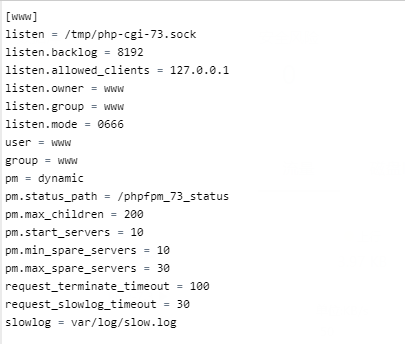 [www]
listen = /tmp/php-cgi-73.sock
listen.backlog = 8192
listen.allowed_clients = 127.0.0.1
listen.owner = www
listen.group = www
listen.mode = 0666
user = www
group = www
pm = dynamic
pm.status_path = /phpfpm_73_status
pm.max_children = 200
pm.start_servers = 10
pm.min_spare_servers = 10
pm.max_spare_servers = 30
request_terminate_timeout = 100
request_slowlog_timeout = 30
slowlog = var/log/slow.log